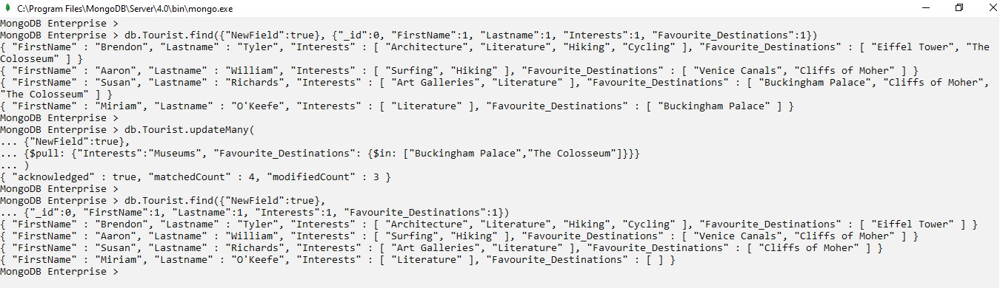 C:\Program Files\MongoDB\Server\4.0\bin\mongo.exe
MongoDB Enterprise >
MongoDB Enterprise > db.Tourist.find({"NewField":true}, {"_id":0, "FirstName":1, "Lastname":1, "Interests":1, "Favourite_Destinations":1})
{ "FirstName" : "Brendon", "Lastname" : "Tyler", "Interests" : [ "Architecture", "Literature", "Hiking", "Cycling" ], "Favourite_Destinations" : [ "Eiffel Tower", "The
Colosseum" ] }
{ "FirstName" : "Aaron", "Lastname" : "William", "Interests" : [ "Surfing", "Hiking" ], "Favourite_Destinations" : [ "Venice Canals", "Cliffs of Moher" ] }
{ "FirstName" : "Susan", "Lastname" : "Richards", "Interests" : [ "Art Galleries", "Literature" ], "Favourite_Destinations" : [ "Buckingham Palace", "Cliffs of Moher",
"The Colosseum" ] }
{ "FirstName" : "Miriam", "Lastname" : "O'Keefe", "Interests" : [ "Literature" ], "Favourite_Destinations" : [ "Buckingham Palace" ] }
MongoDB Enterprise >
MongoDB Enterprise > db.Tourist.updateMany(
... {"NewField":true},
... {$pull: {"Interests":"Museums", "Favourite_Destinations": {$in: ["Buckingham Palace","The Colosseum"]}}}
... )
{ "acknowledged" : true, "matchedCount" : 4, "modifiedCount" : 3 }
MongoDB Enterprise >
MongoDB Enterprise > db.Tourist.find({"NewField":true},
... {"_id":0, "FirstName":1, "Lastname":1, "Interests":1, "Favourite_Destinations":1})
{ "FirstName" : "Brendon", "Lastname" : "Tyler", "Interests" : [ "Architecture", "Literature", "Hiking", "Cycling" ], "Favourite_Destinations" : [ "Eiffel Tower" ] }
{ "FirstName" : "Aaron", "Lastname" : "William", "Interests" : [ "Surfing", "Hiking" ], "Favourite_Destinations" : [ "Venice Canals", "Cliffs of Moher" ] }
{ "FirstName" : "Susan", "Lastname" : "Richards", "Interests" : [ "Art Galleries", "Literature" ], "Favourite_Destinations" : [ "Cliffs of Moher" ] }
{ "FirstName" : "Miriam", "Lastname" : "O'Keefe", "Interests" : [ "Literature" ], "Favourite_Destinations" : [ ] }
MongoDB Enterprise >